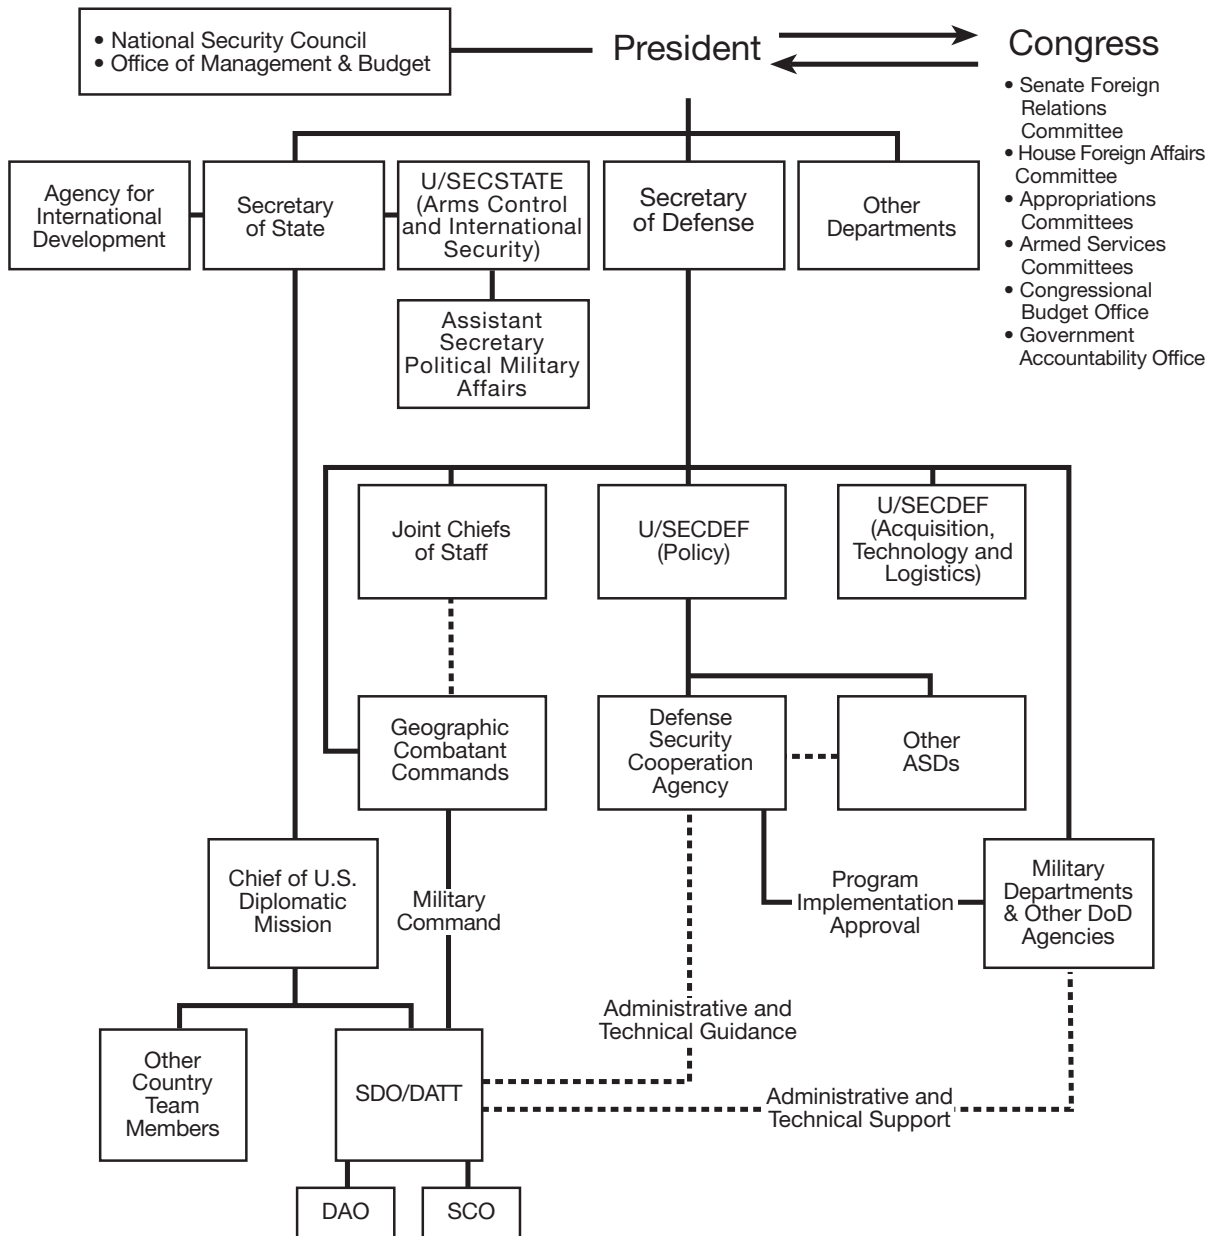 • National Security Council
• Office of Management & Budget
President
Congress
• Senate Foreign
Relations
Committee
• House Foreign Affairs
Committee
• Appropriations
Committees
• Armed Services
Committees
• Congressional
Budget Office
• Government
Accountability Office
Agency for
International
Development
Secretary
of State
U/SECSTATE
(Arms Control
and International
Security)
Secretary
of Defense
Other
Departments
Assistant
Secretary
Political Military
Affairs
Joint Chiefs
of Staff
U/SECDEF
(Policy)
U/SECDEF
(Acquisition,
Technology and
Logistics)
Geographic
Combatant
Commands
Defense
Security
Cooperation
Agency
Other
ASDs
Chief of U.S.
Diplomatic
Mission
Military
Command
Program
Implementation
Approval
Military
Departments
& Other DoD
Agencies
Administrative and
Technical Guidance
Other
Country
Team
Members
SDO/DATT
Administrative and
Technical Support
DAO
SCO